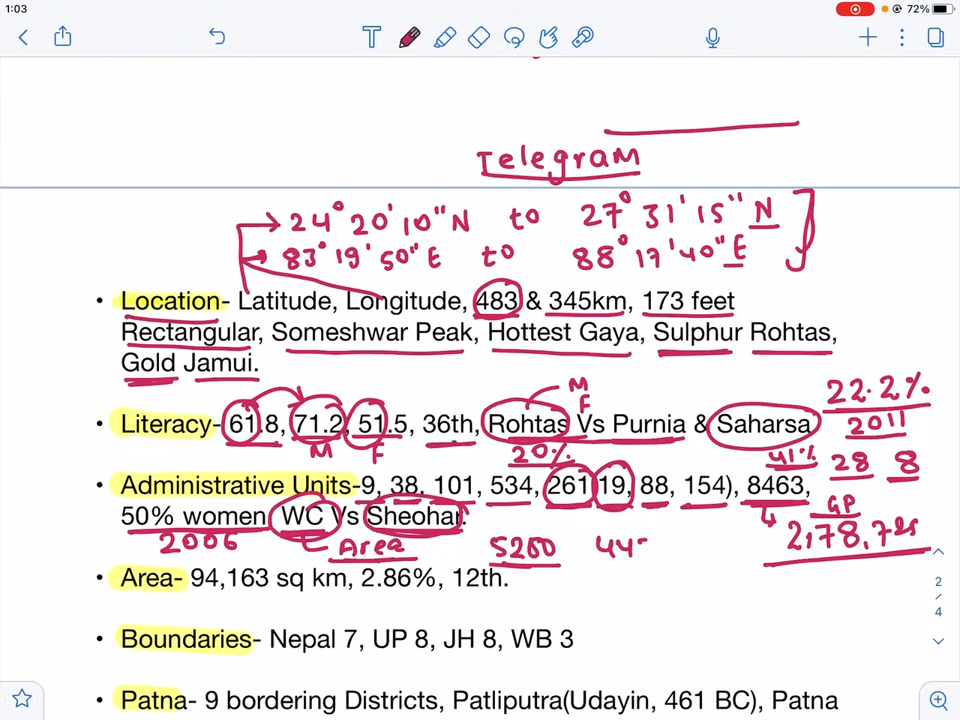 1:03
72%
T
Telegram
24° 20' 10" N to 27° 31' 15" N
83° 19' 50" E to 88° 17' 40" E
• Location- Latitude, Longitude, 483 & 345km, 173 feet
Rectangular, Someshwar Peak, Hottest Gaya, Sulphur Rohtas,
Gold Jamui.
M
F
22.2%
• Literacy- 61.8, 71.2, 51.5, 36th, Rohtas Vs Purnia & Saharsa
2011
M F 20% 41% 28 8
• Administrative Units-9, 38, 101, 534, 261(19, 88, 154), 8463,
GP
50% women, WC Vs Sheohar.
2006 Area 5250 44
• Area- 94,163 sq km, 2.86%, 12th.
2
/
4
• Boundaries- Nepal 7, UP 8, JH 8, WB 3
• Patna- 9 bordering Districts, Patliputra(Udayin, 461 BC), Patna